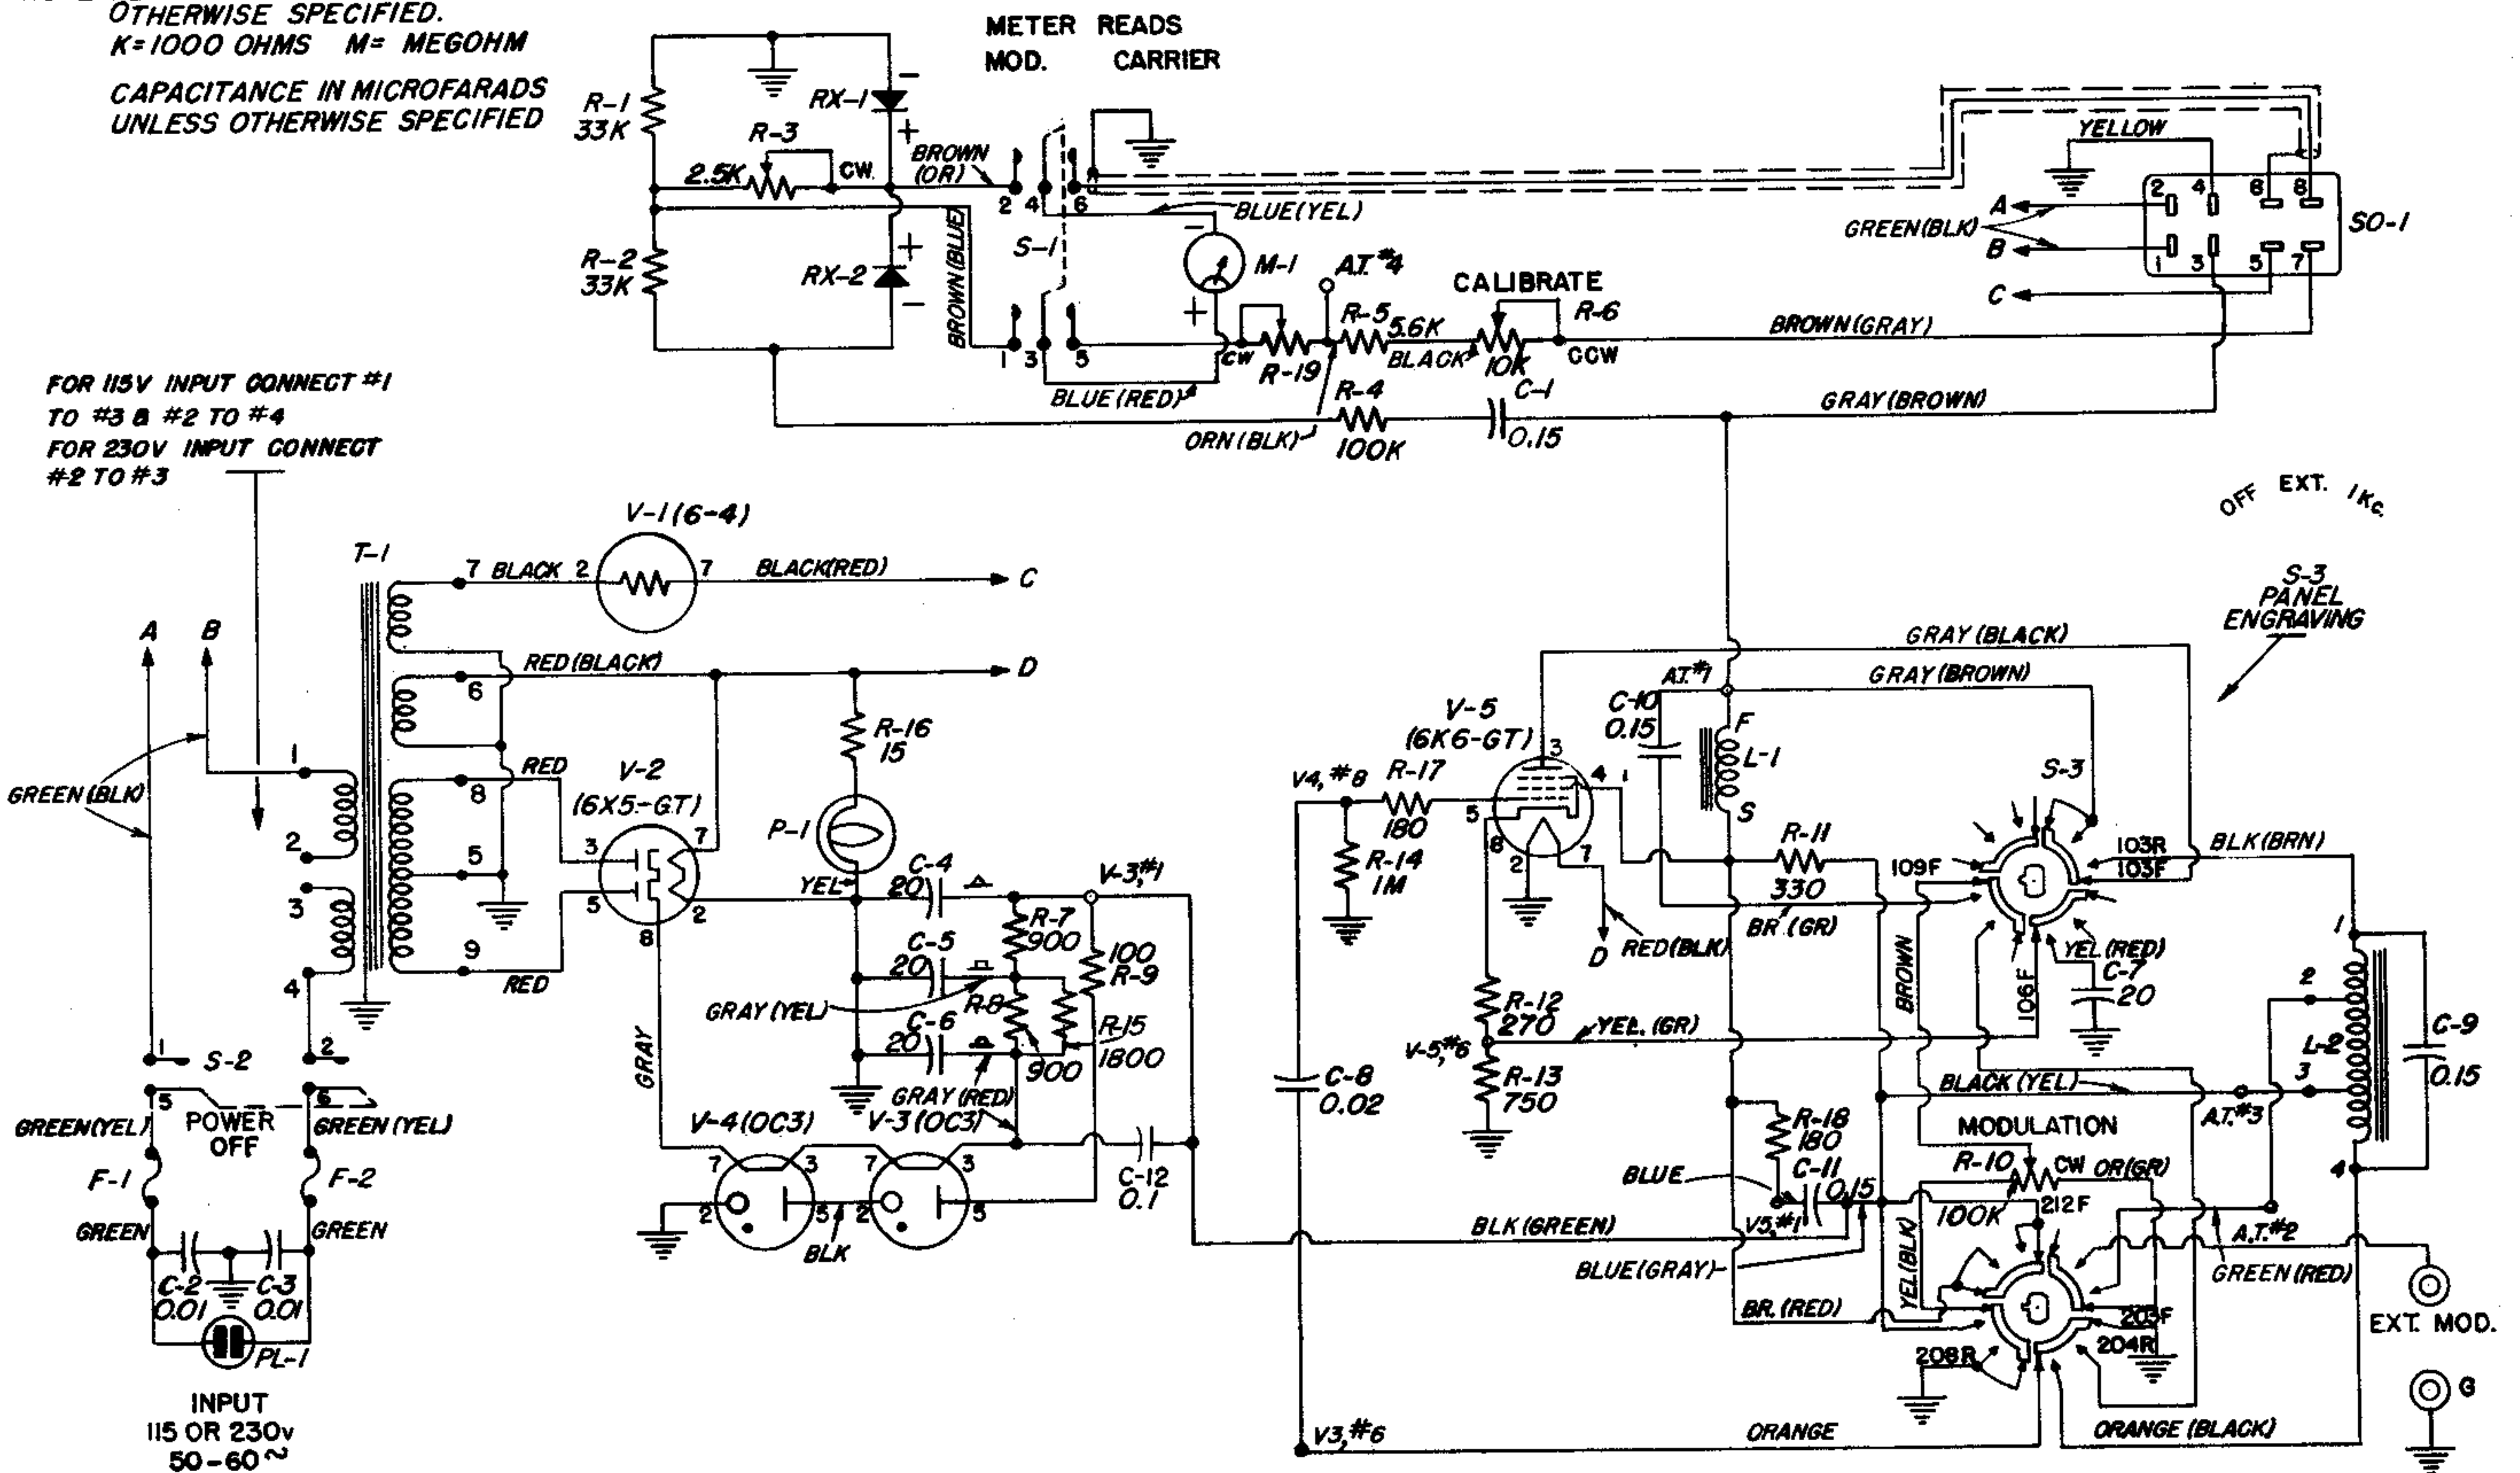 OTHERWISE SPECIFIED.
K=1000 OHMS M= MEGOHM
CAPACITANCE IN MICROFARADS
UNLESS OTHERWISE SPECIFIED
METER READS
MOD. CARRIER
R-1
33K
RX-1
-
+
R-3
2.5K
CW
BROWN
(OR)
2 4 6
BLUE (YEL)
BROWN (BLUE)
S-1
R-2
33K
RX-2
+
-
-
M-1
+
A.T. #4
CALIBRATE
R-5 5.6K
R-6
BLACK
10K
CCW
BROWN (GRAY)
1 3 5
CW
R-19
BLUE (RED)
R-4
100K
C-1
0.15
ORN (BLK)
GRAY (BROWN)
YELLOW
2 4 6 8
1 3 5 7
SO-1
A
B
C
GREEN (BLK)
FOR 115V INPUT CONNECT #1
TO #3 & #2 TO #4
FOR 230V INPUT CONNECT
#2 TO #3
OFF EXT. 1Kc.
S-3
PANEL
ENGRAVING
V-1 (6-4)
T-1
7 BLACK 2
7 BLACK (RED)
C
A B
RED (BLACK)
D
6
R-16
15
RED
8
V-2
(6X5-GT)
GREEN (BLK)
1
2
3
4
5
9
RED
3
5
7
2
8
P-1
YEL
C-4
20
V-3, #1
R-7
900
C-5
20
100
R-9
GRAY (YEL)
R-8
900
C-6
20
R-15
1800
GRAY
GRAY (RED)
V-4 (OC3)
V-3 (OC3)
7 3 7 3
2 5 2 5
BLK
C-12
0.1
1 S-2 2
5 6
POWER
OFF
GREEN (YEL)
GREEN (YEL)
F-1
F-2
GREEN
GREEN
C-2
0.01
C-3
0.01
PL-1
INPUT
115 OR 230v
50-60~
GRAY (BLACK)
A.T. #1
GRAY (BROWN)
C-10
0.15
F
L-1
S
V-5
(6K6-GT)
3
4 1
5
8
2
7
V4, #8
R-17
180
R-14
1M
R-11
330
BR. (GR)
D
RED (BLK)
R-12
270
YEL. (GR)
V-5, #6
R-13
750
C-8
0.02
S-3
109F
103R
103F
BLK (BRN)
BROWN
106F
YEL (RED)
C-7
20
1
2
L-2
3
4
C-9
0.15
BLACK (YEL)
A.T. #3
MODULATION
R-10
CW OR (GR)
100K
212F
R-18
180
BLUE
C-11
0.15
V5, #1
BLK (GREEN)
BLUE (GRAY)
YEL (BLK)
BR. (RED)
A.T. #2
GREEN (RED)
203F
204R
208R
EXT. MOD.
G
V3, #6
ORANGE
ORANGE (BLACK)